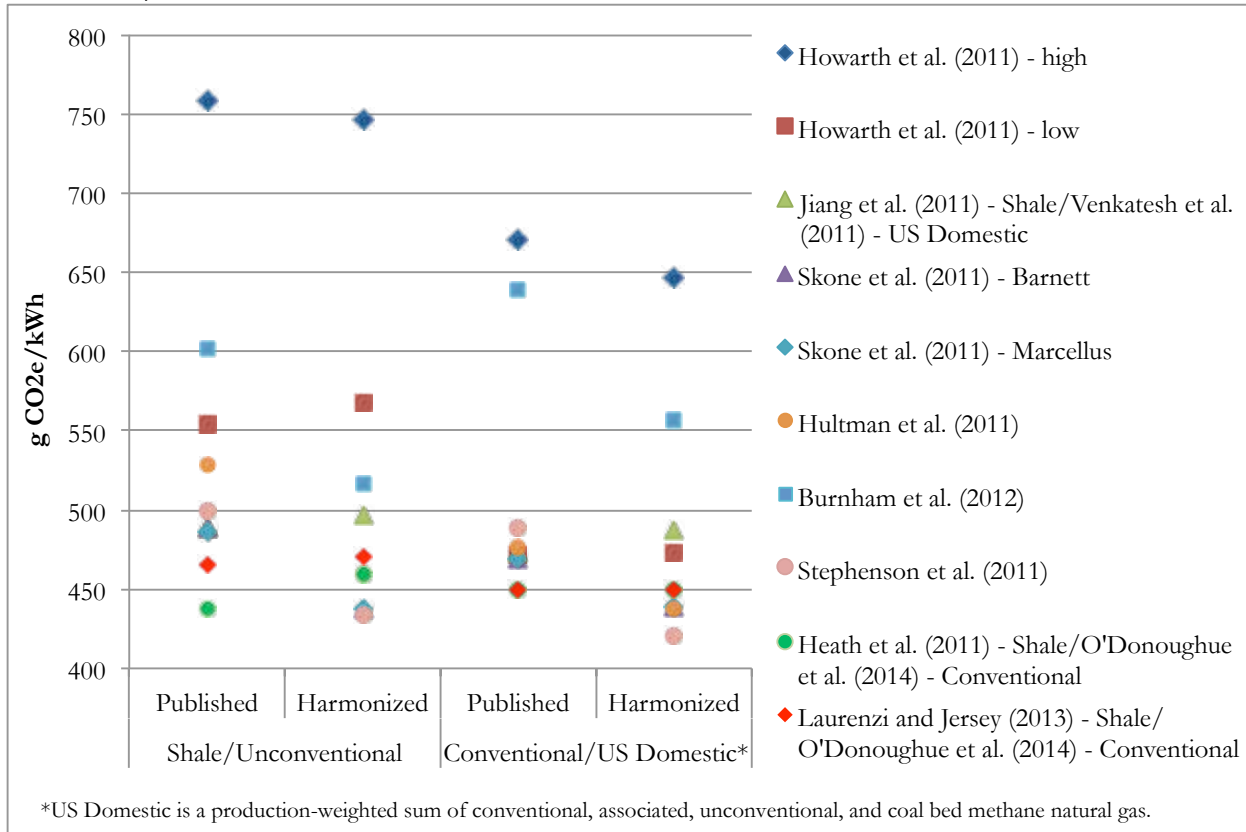 800
750
700
650
600
550
500
450
400
g CO2e/kWh
Published
Harmonized
Published
Harmonized
Shale/Unconventional
Conventional/US Domestic*
Howarth et al. (2011) - high
Howarth et al. (2011) - low
Jiang et al. (2011) - Shale/Venkatesh et al.
(2011) - US Domestic
Skone et al. (2011) - Barnett
Skone et al. (2011) - Marcellus
Hultman et al. (2011)
Burnham et al. (2012)
Stephenson et al. (2011)
Heath et al. (2011) - Shale/O'Donoughue
et al. (2014) - Conventional
Laurenzi and Jersey (2013) - Shale/
O'Donoughue et al. (2014) - Conventional
*US Domestic is a production-weighted sum of conventional, associated, unconventional, and coal bed methane natural gas.